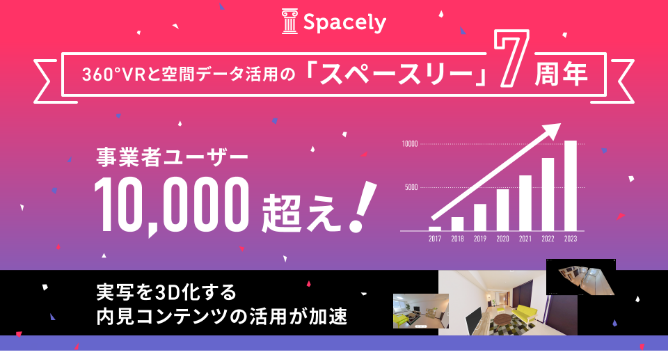 Spacely
360°VRと空間データ活用の「スペースリー」7周年
事業者ユーザー
10,000超え!
10000
5000
2017 2018 2019 2020 2021 2022 2023
実写を3D化する
内見コンテンツの活用が加速